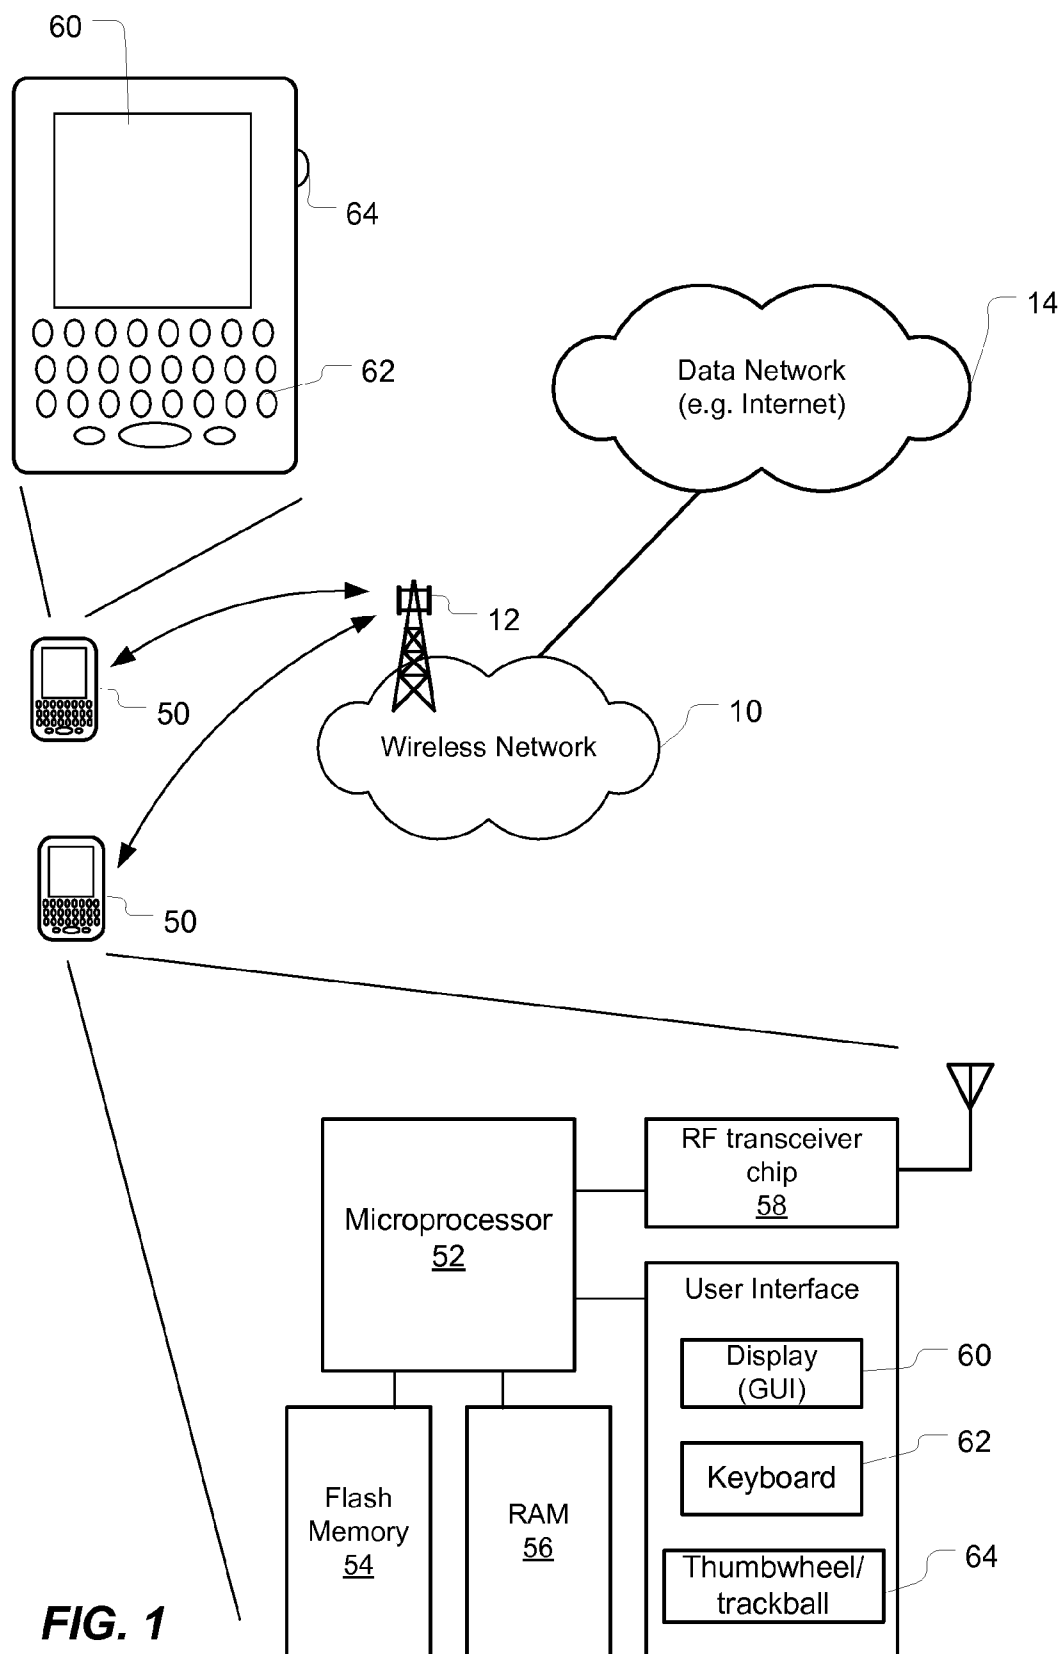 60
64
62
14
Data Network
(e.g. Internet)
12
50
10
Wireless Network
50
RF transceiver
chip
58
Microprocessor
52
User Interface
Display
(GUI)
60
Keyboard
62
Flash
Memory
54
RAM
56
Thumbwheel/
trackball
64
FIG. 1